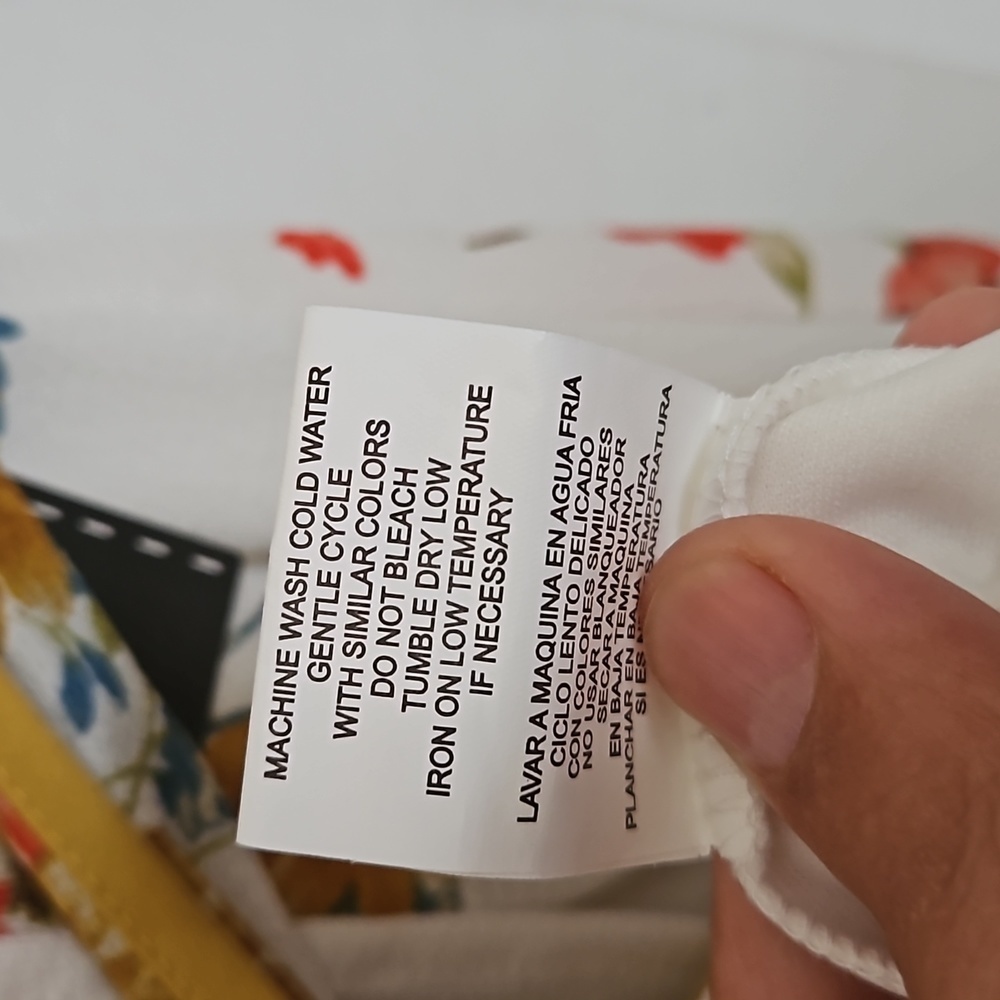 MACHINE WASH COLD WATER
GENTLE CYCLE
WITH SIMILAR COLORS
DO NOT BLEACH
TUMBLE DRY LOW
IRON ON LOW TEMPERATURE
IF NECESSARY
LAVAR A MAQUINA EN AGUA FRIA
CICLO LENTO DELICADO
CON COLORES SIMILARES
NO USAR BLANQUEADOR
SECAR A MAQUINA
EN BAJA TEMPERATURA
PLANCHAR EN BAJA TEMPERATURA
SI ES